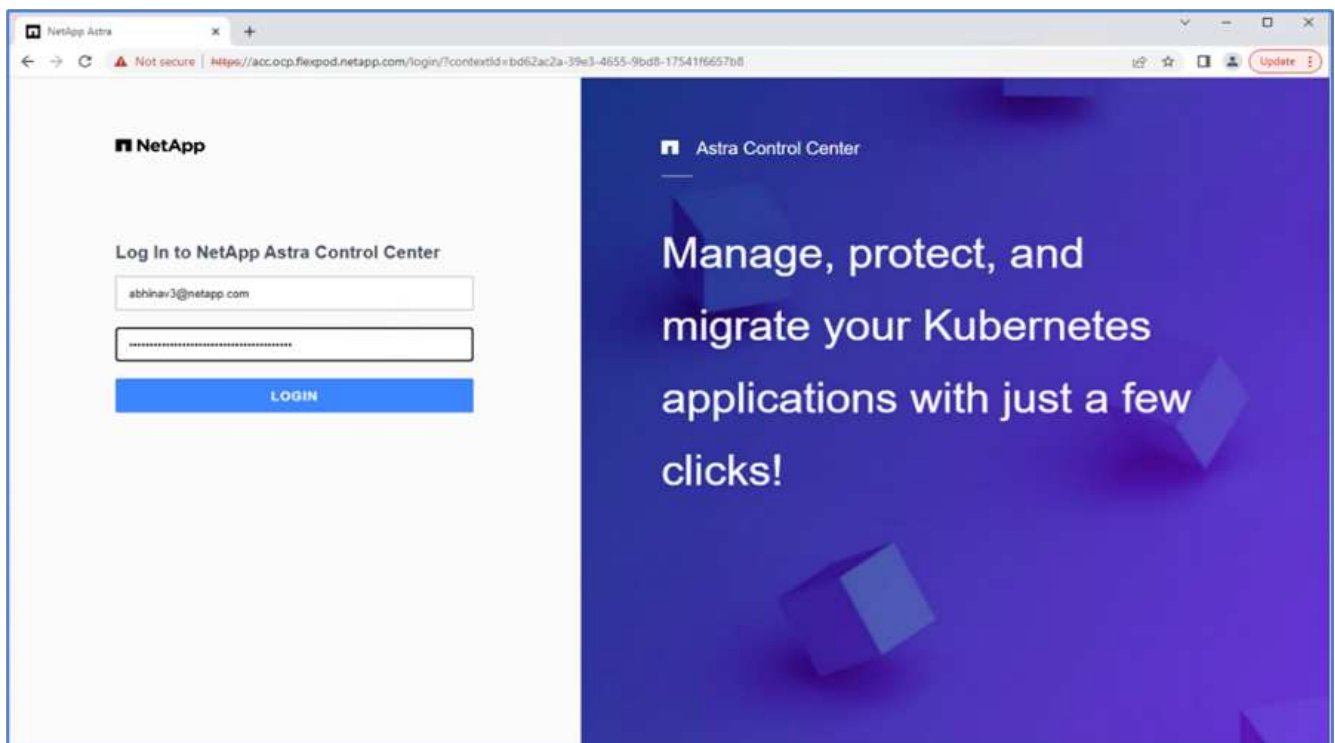 NetApp Astra
Not secure
https://acc.ocp.flexpod.netapp.com/login/?contextId=bd62ac2a-39e3-4655-9bd8-17541f6657b8
Update
NetApp
Log In to NetApp Astra Control Center
abhinav3@netapp.com
LOGIN
Astra Control Center
Manage, protect, and
migrate your Kubernetes
applications with just a few
clicks!